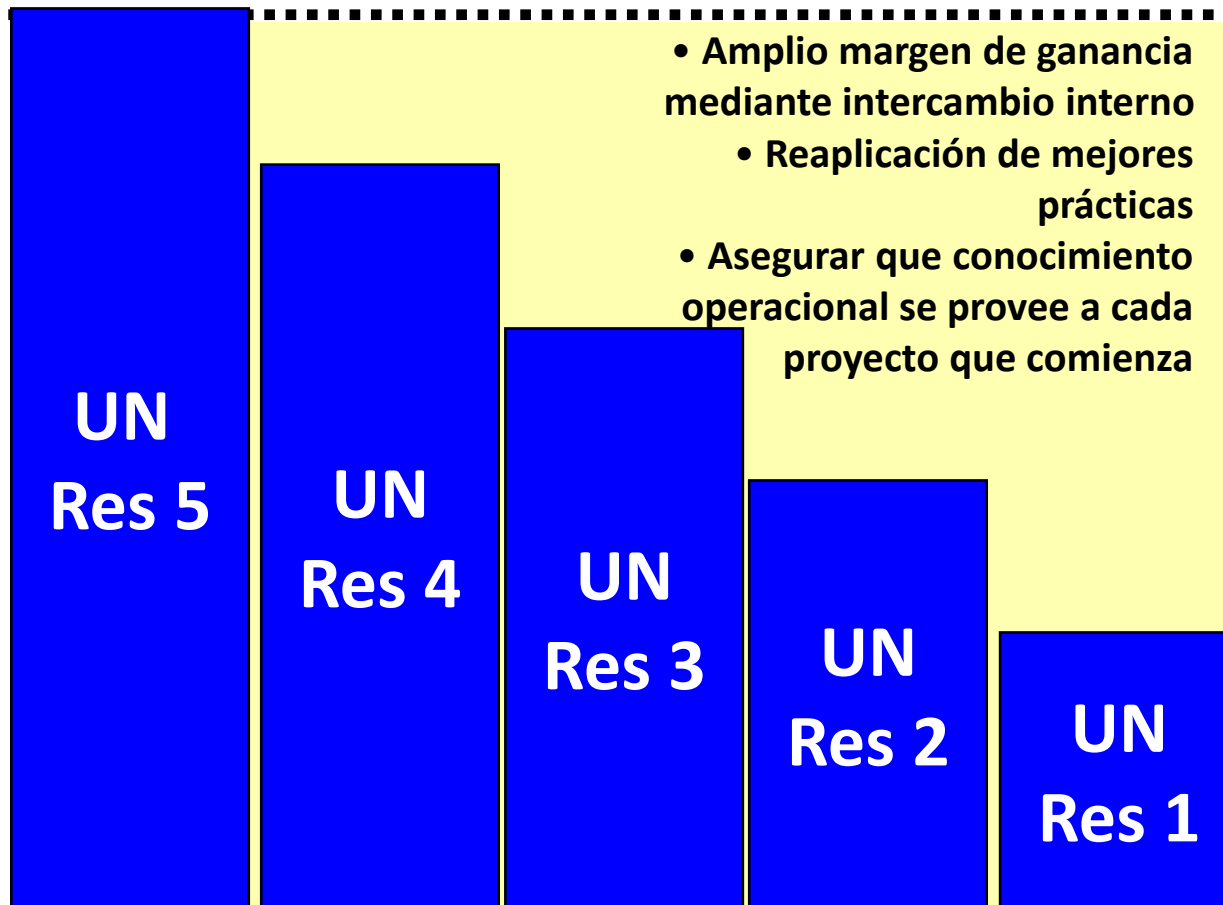 • Amplio margen de ganancia
mediante intercambio interno
• Reaplicación de mejores
prácticas
• Asegurar que conocimiento
operacional se provee a cada
proyecto que comienza
UN
Res 5
UN
Res 4
UN
Res 3
UN
Res 2
UN
Res 1